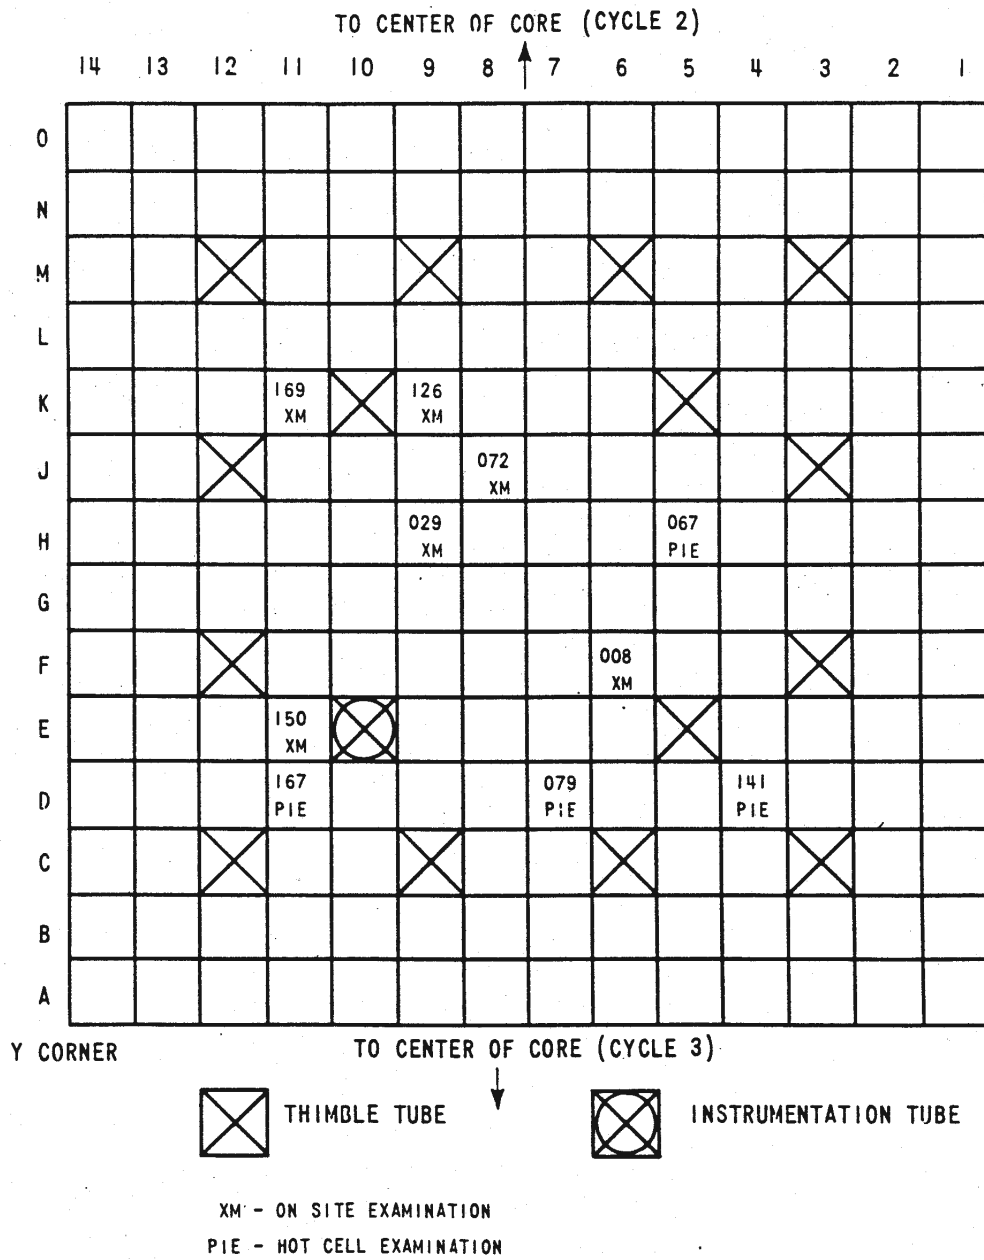 TO CENTER OF CORE (CYCLE 2)
14 13 12 11 10 9 8 7 6 5 4 3 2 1
O
N
M
L
K 169 126
XM XM
J 072
XM
H 029 067
XM PIE
G
F 008
XM
E 150
XM
D 167 079 141
PIE PIE PIE
C
B
A
Y CORNER TO CENTER OF CORE (CYCLE 3)
THIMBLE TUBE INSTRUMENTATION TUBE
XM - ON SITE EXAMINATION
PIE - HOT CELL EXAMINATION